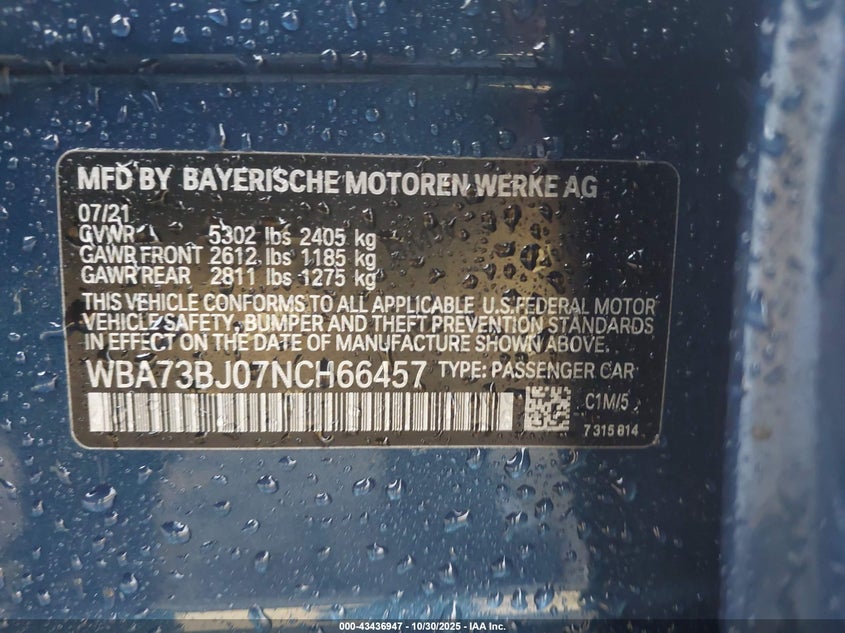 MFD BY BAYERISCHE MOTOREN WERKE AG
07/21
GVWR 5302 lbs 2405 kg
GAWR FRONT 2612 lbs 1185 kg
GAWR REAR 2811 lbs 1275 kg
THIS VEHICLE CONFORMS TO ALL APPLICABLE U.S.FEDERAL MOTOR
VEHICLE SAFETY, BUMPER AND THEFT PREVENTION STANDARDS
IN EFFECT ON THE DATE OF MANUFACTURE SHOWN ABOVE.
WBA73BJ07NCH66457 TYPE: PASSENGER CAR
C1M/5
7 315 814
000-43436947 - 10/30/2025 - IAA Inc.